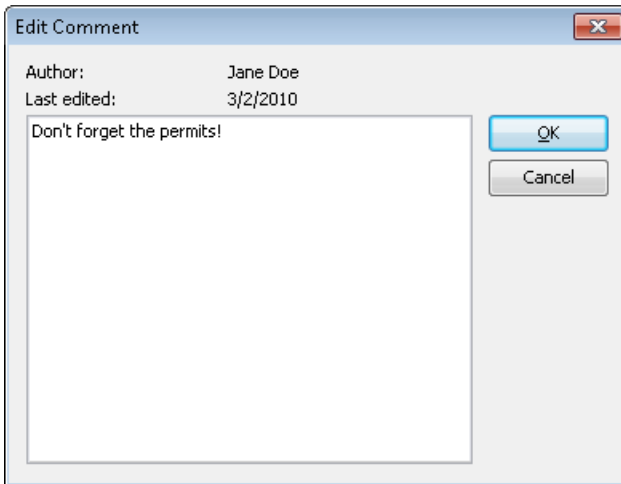 Edit Comment
Author: Jane Doe
Last edited: 3/2/2010
Don't forget the permits!
OK
Cancel